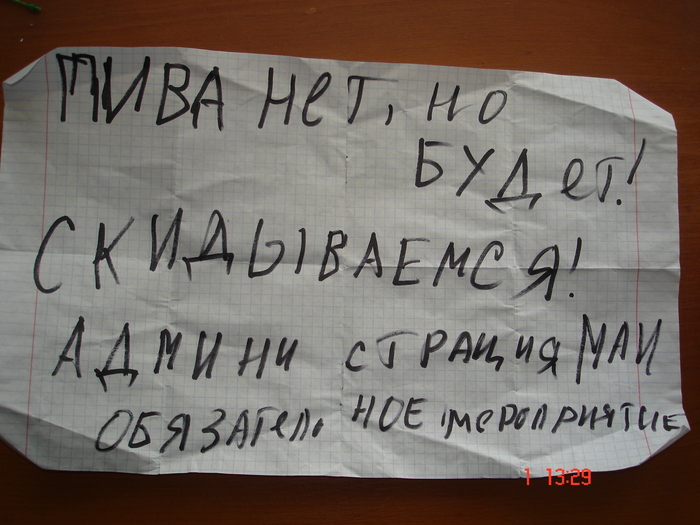 ПИВА НЕТ, НО
БУДЕТ!
СКИДЫВАЕМСЯ!
АДМИНИСТРАЦИЯ МАИ
ОБЯЗАТЕЛЬНОЕ МЕРОПРИЯТИЕ
1 13:29